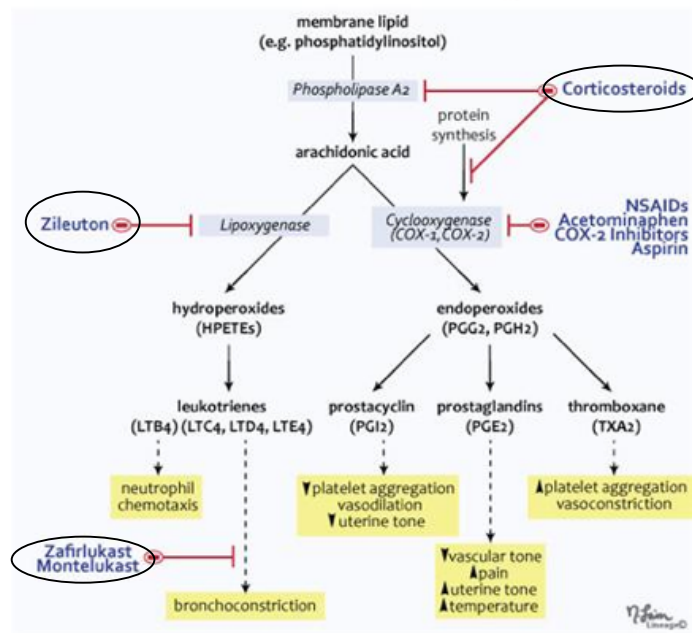 membrane lipid
(e.g. phosphatidylinositol)
Phospholipase A2
Corticosteroids
protein
synthesis
arachidonic acid
Zileuton
Lipoxygenase
Cyclooxygenase
(COX-1,COX-2)
NSAIDs
Acetominaphen
COX-2 Inhibitors
Aspirin
hydroperoxides
(HPETEs)
endoperoxides
(PGG2, PGH2)
leukotrienes
(LTB4) (LTC4, LTD4, LTE4)
prostacyclin
(PGI2)
prostaglandins
(PGE2)
thromboxane
(TXA2)
neutrophil
chemotaxis
▼platelet aggregation
vasodilation
▼uterine tone
▲platelet aggregation
vasoconstriction
Zafirlukast
Montelukast
bronchoconstriction
▼vascular tone
▲pain
▲uterine tone
▲temperature
Lineage©